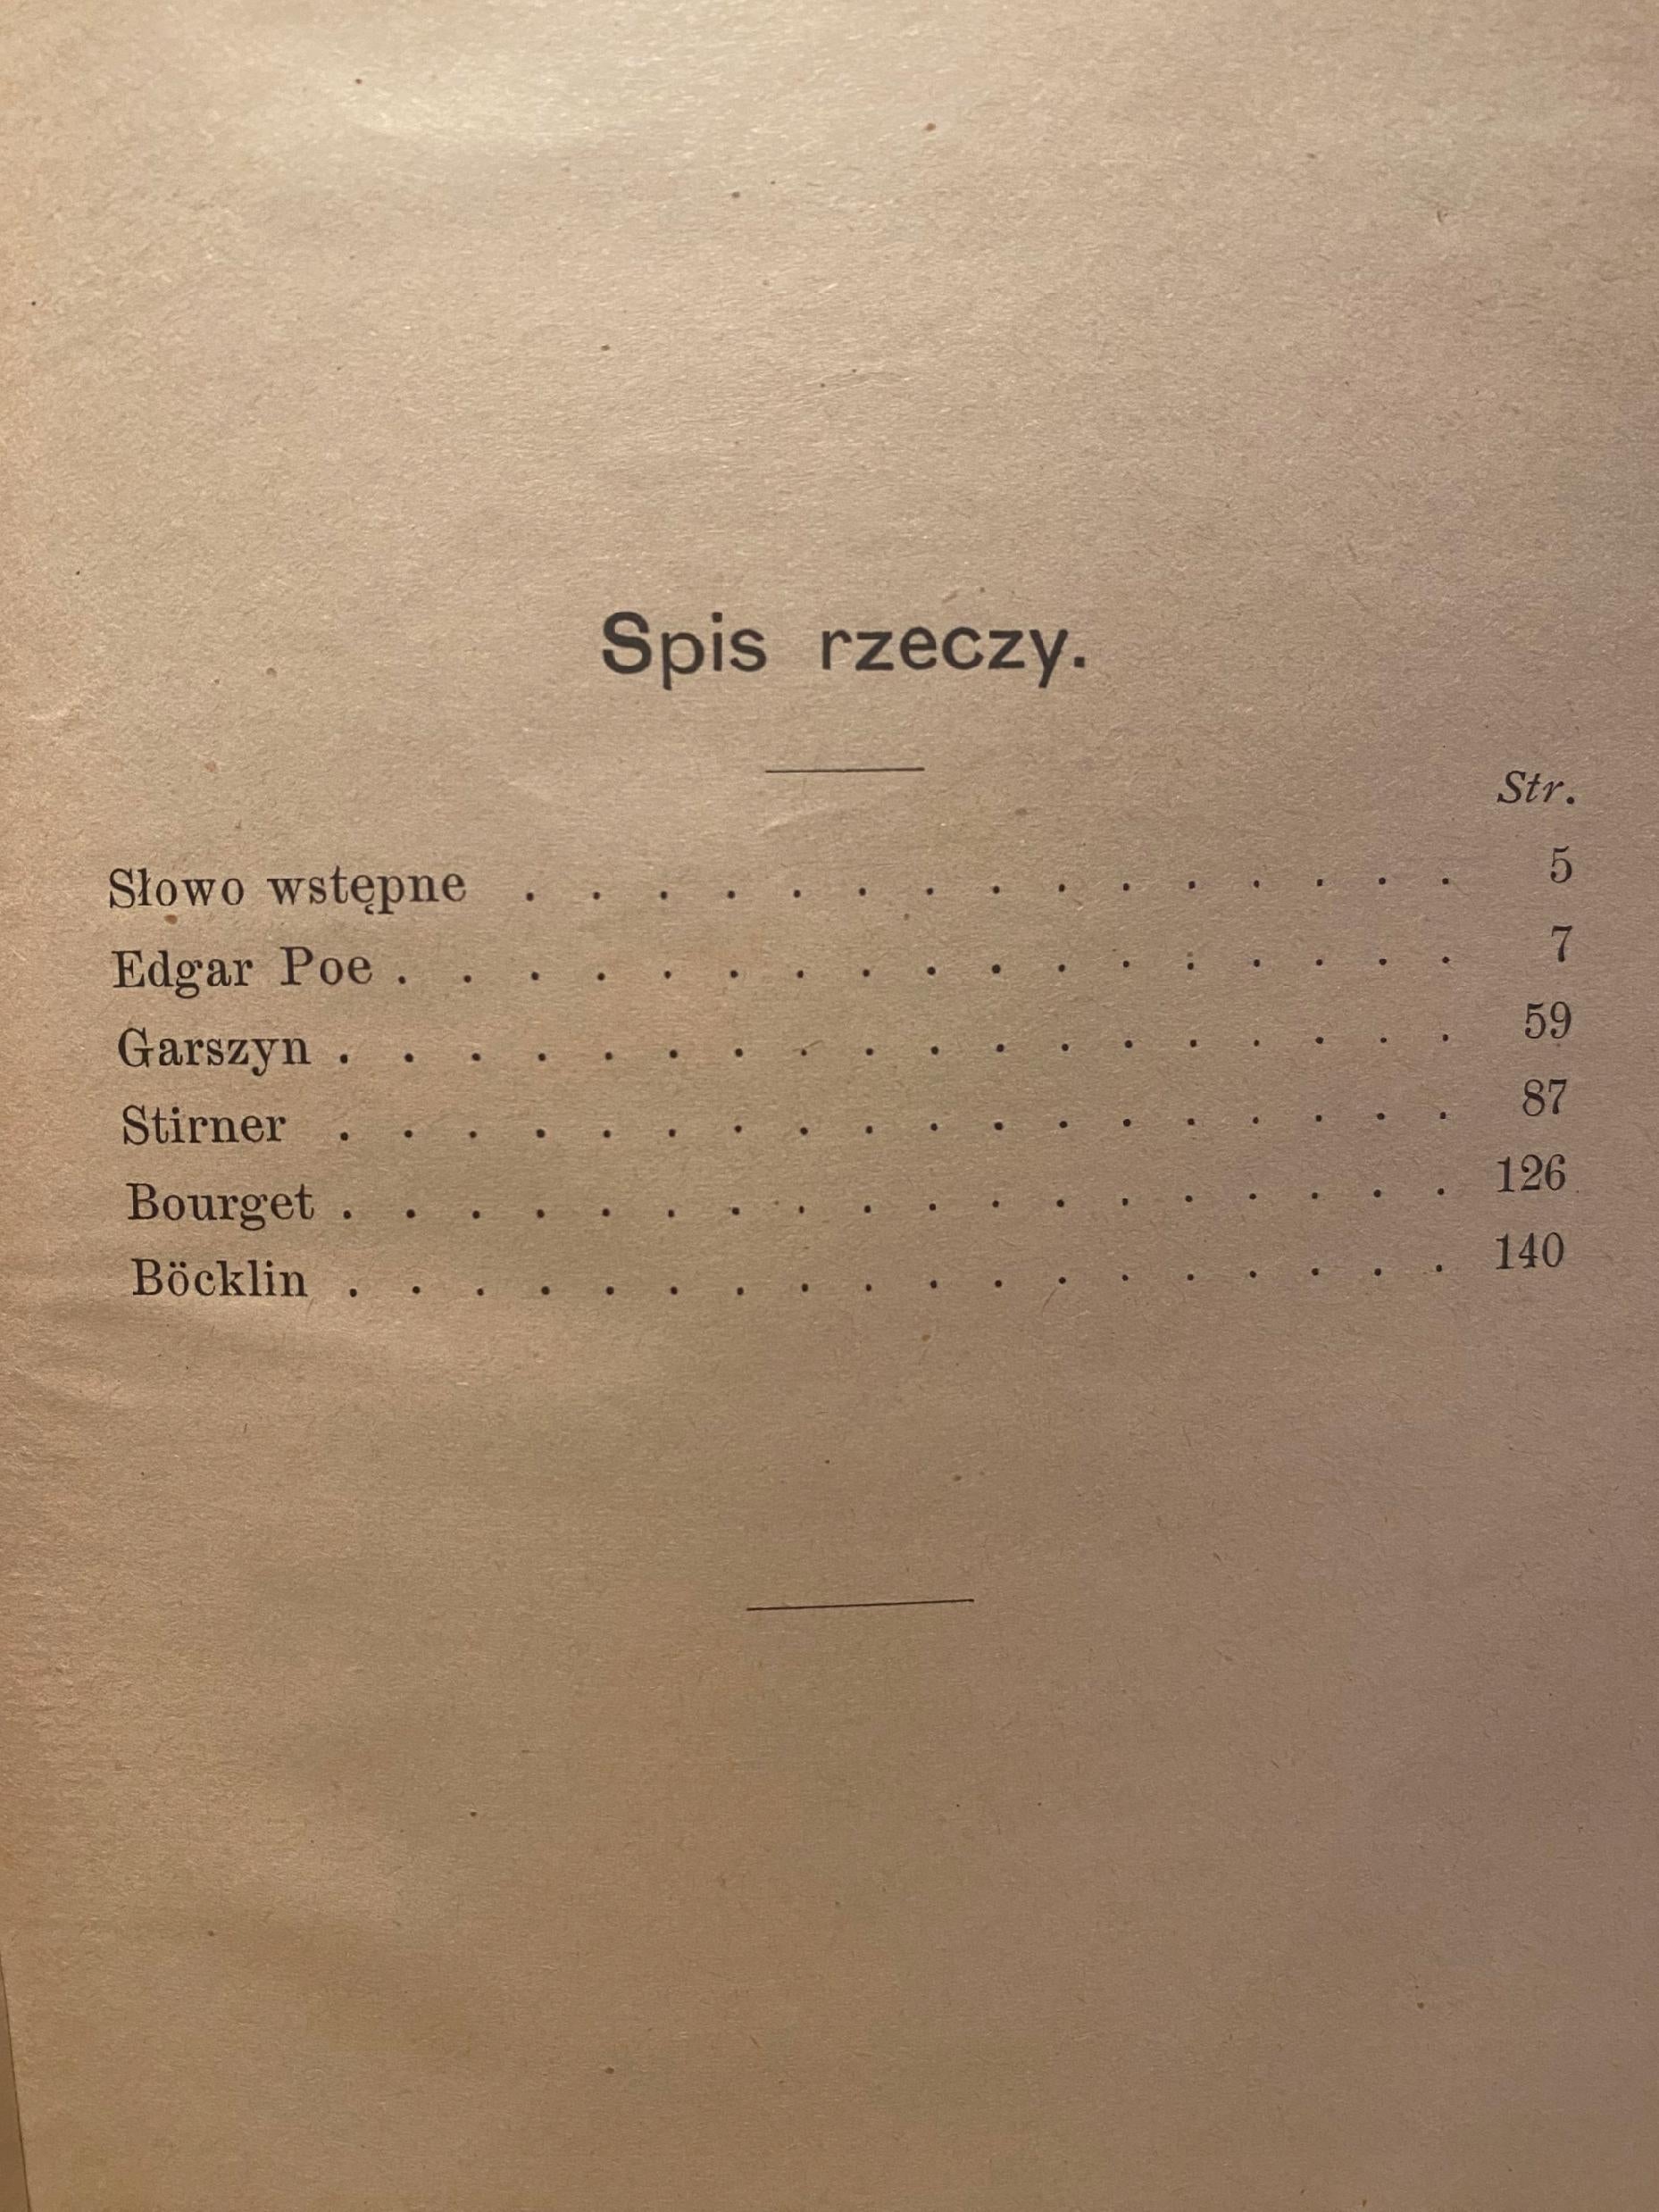 Spis rzeczy.
Str.
Słowo wstępne . . . . . . . . . . . . . . . 5
Edgar Poe . . . . . . . . . . . . . . . . . 7
Garszyn . . . . . . . . . . . . . . . . . . 59
Stirner . . . . . . . . . . . . . . . . . . 87
Bourget . . . . . . . . . . . . . . . . . . 126
Böcklin . . . . . . . . . . . . . . . . . . 140